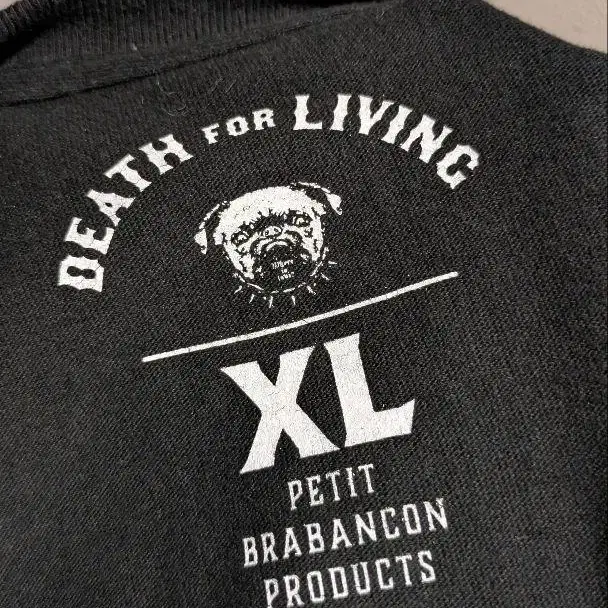 DEATH FOR LIVING
XL
PETIT
BRABANCON
PRODUCTS